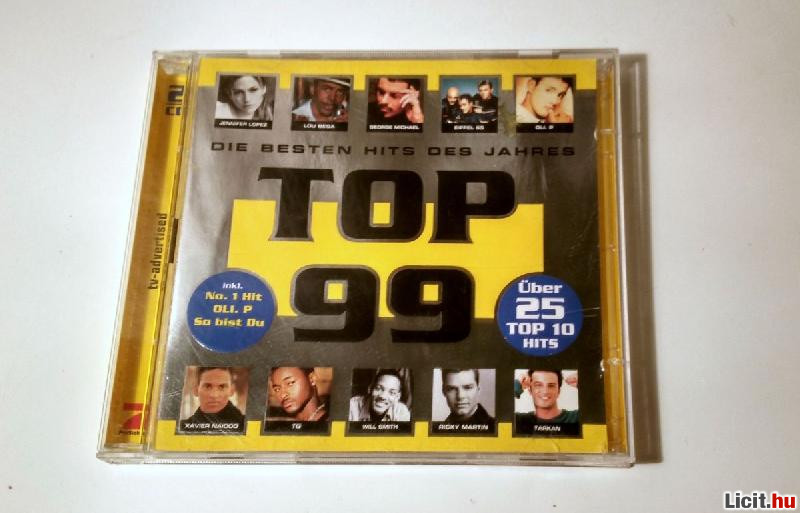 JENNIFER LOPEZ
LOU BEGA
GEORGE MICHAEL
EIFFEL 65
OLI. P
DIE BESTEN HITS DES JAHRES
TOP
99
inkl.
No. 1 Hit
OLI. P
So bist Du
Über
25
TOP 10
HITS
XAVIER NAIDOO
TQ
WILL SMITH
RICKY MARTIN
TARKAN
tv-advertised
2
7
Licit.hu